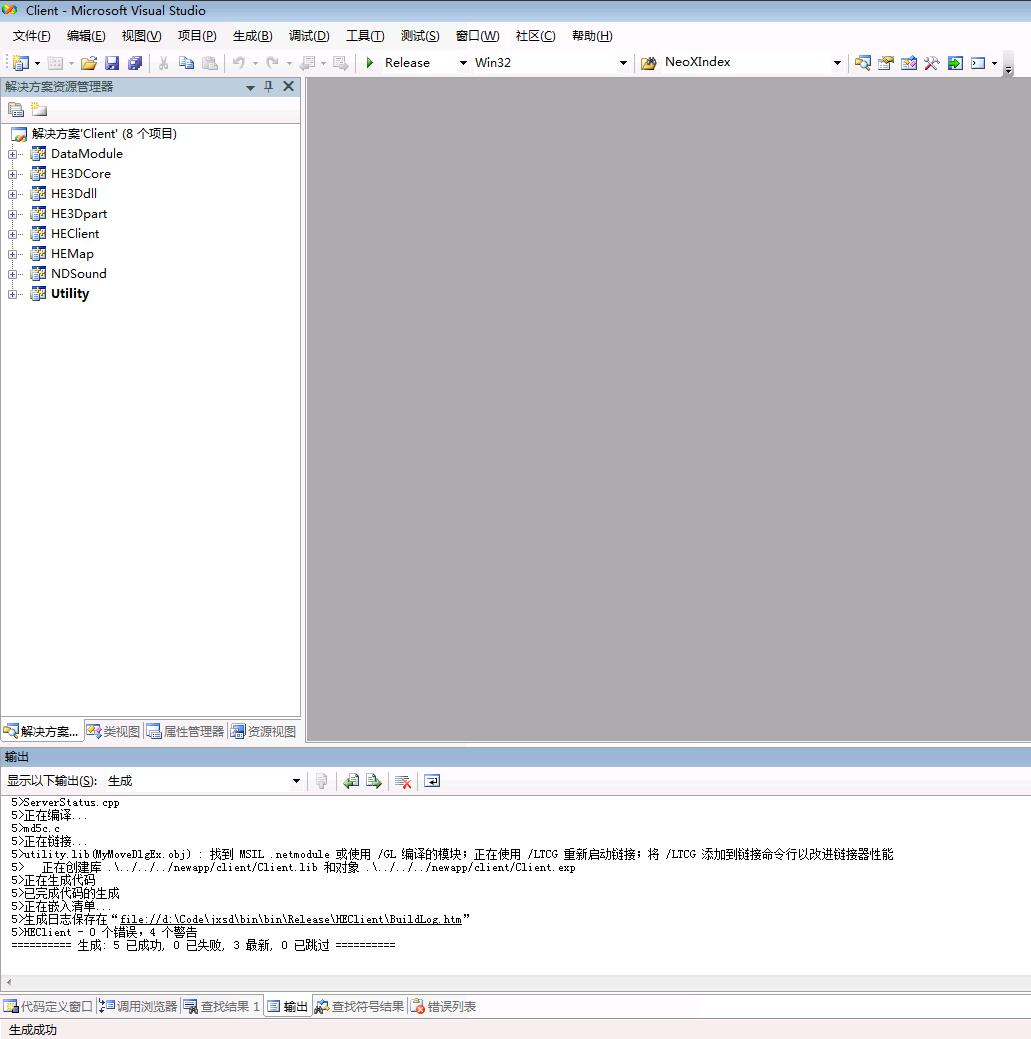 Client - Microsoft Visual Studio
文件(F) 编辑(E) 视图(V) 项目(P) 生成(B) 调试(D) 工具(T) 测试(S) 窗口(W) 社区(C) 帮助(H)
Release Win32 NeoXIndex
解决方案资源管理器
解决方案'Client' (8 个项目)
DataModule
HE3DCore
HE3Ddll
HE3Dpart
HEClient
HEMap
NDSound
Utility
解决方案... 类视图 属性管理器 资源视图
输出
显示以下输出(S): 生成
5>ServerStatus.cpp
5>正在编译...
5>md5c.c
5>正在链接...
5>utility.lib(MyMoveDlgEx.obj) : 找到 MSIL .netmodule 或使用 /GL 编译的模块；正在使用 /LTCG 重新启动链接；将 /LTCG 添加到链接命令行以改进链接器性能
5>   正在创建库 .\../../../newapp/client/Client.lib 和对象 .\../../../newapp/client/Client.exp
5>正在生成代码
5>已完成代码的生成
5>正在嵌入清单...
5>生成日志保存在“file://d:\Code\jxsd\bin\bin\Release\HEClient\BuildLog.htm”
5>HEClient - 0 个错误，4 个警告
========== 生成: 5 已成功, 0 已失败, 3 最新, 0 已跳过 ==========
代码定义窗口 调用浏览器 查找结果 1 输出 查找符号结果 错误列表
生成成功